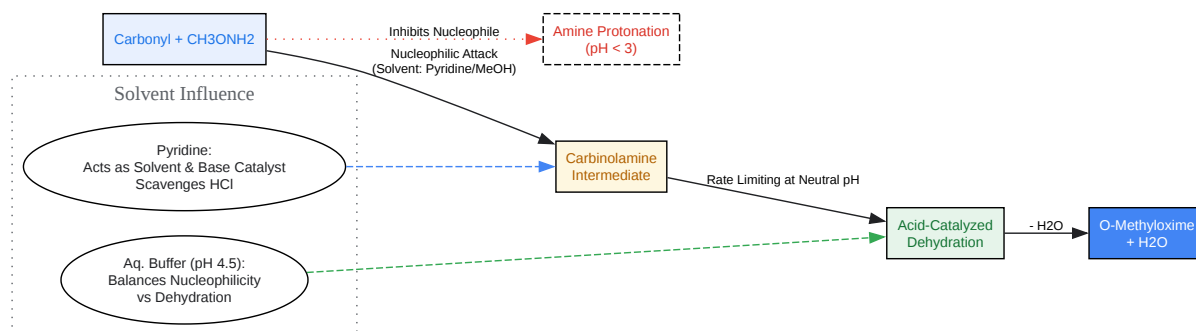 Carbonyl + CH3ONH2
Inhibits Nucleophile
Amine Protonation
(pH < 3)
Nucleophilic Attack
(Solvent: Pyridine/MeOH)
Solvent Influence
Pyridine:
Acts as Solvent & Base Catalyst
Scavenges HCl
Carbinolamine
Intermediate
Rate Limiting at Neutral pH
Acid-Catalyzed
Dehydration
- H2O
O-Methyloxime
+ H2O
Aq. Buffer (pH 4.5):
Balances Nucleophilicity
vs Dehydration